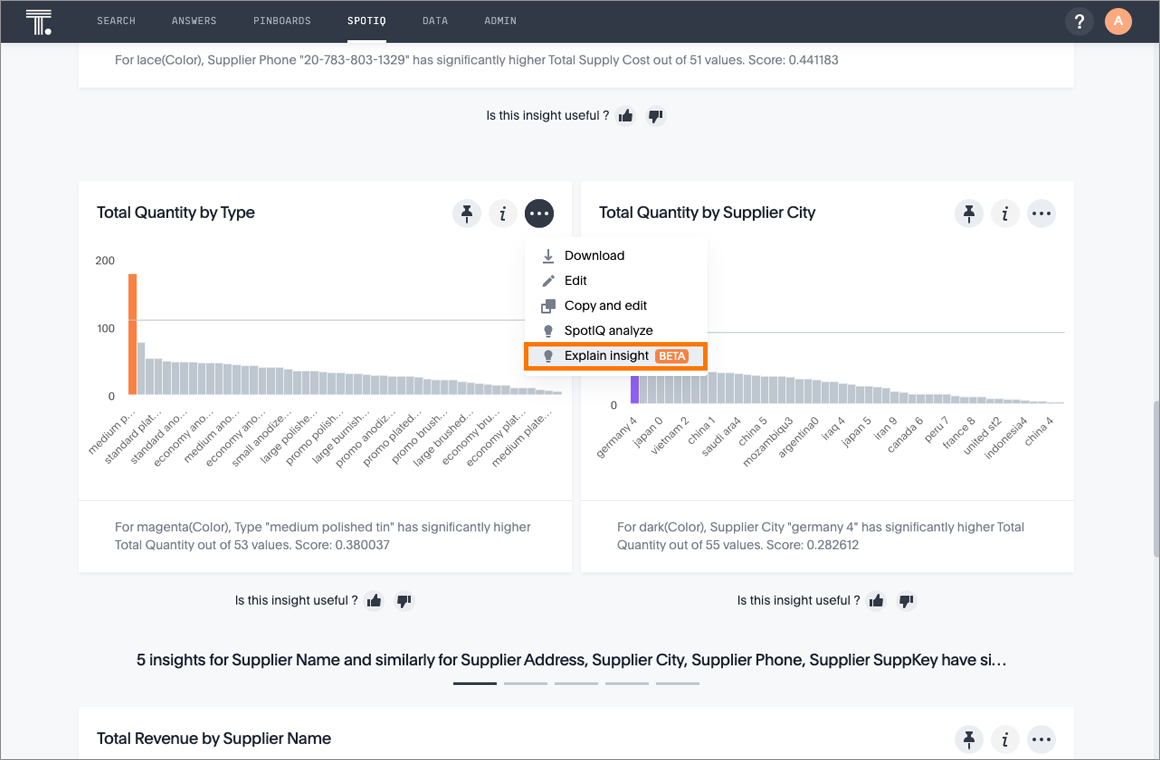 T.
SEARCH
ANSWERS
PINBOARDS
SPOTIQ
DATA
ADMIN
?
A
For lace(Color), Supplier Phone "20-783-803-1329" has significantly higher Total Supply Cost out of 51 values. Score: 0.441183
Is this insight useful ?
Total Quantity by Type
i
200
100
0
medium p...
standard plat...
standard ano...
economy ano...
medium ano...
economy ano...
small anodize...
large polishe...
promo polish...
large burnish...
promo anodiz...
promo plated...
promo brush...
large brushed...
economy bru...
economy plat...
medium plate...
For magenta(Color), Type "medium polished tin" has significantly higher
Total Quantity out of 53 values. Score: 0.380037
Is this insight useful ?
Download
Edit
Copy and edit
SpotIQ analyze
Explain insight BETA
Total Quantity by Supplier City
i
0
germany 4
japan 0
vietnam 2
china 1
saudi ara4
china 5
mozambiqu3
argentina0
iraq 4
japan 5
iran 9
canada 6
peru 7
france 8
united st2
indonesia4
china 4
For dark(Color), Supplier City "germany 4" has significantly higher Total
Quantity out of 55 values. Score: 0.282612
Is this insight useful ?
5 insights for Supplier Name and similarly for Supplier Address, Supplier City, Supplier Phone, Supplier SuppKey have si...
Total Revenue by Supplier Name
i